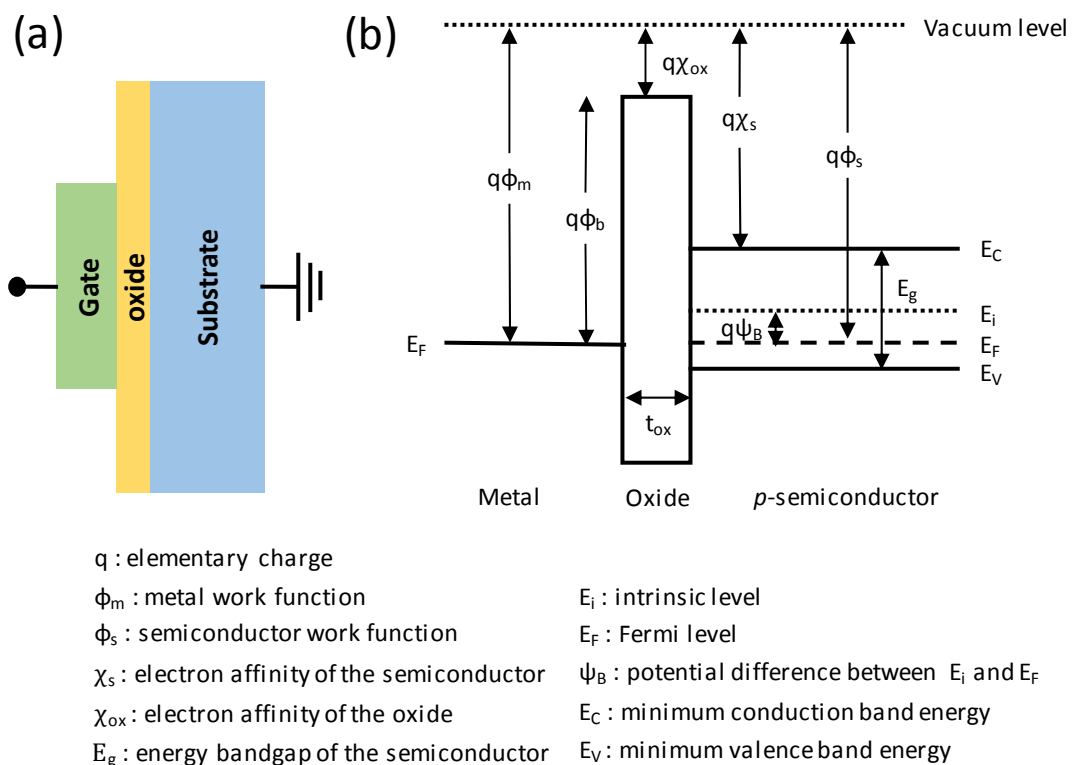 (a)
(b)
Vacuum level
qχox
qχs
qϕs
qϕm
qϕb
Gate
oxide
Substrate
EC
Eg
Ei
qψB
EF
EF
EV
tox
Metal
Oxide
p-semiconductor
q : elementary charge
ϕm : metal work function
Ei : intrinsic level
ϕs : semiconductor work function
EF : Fermi level
χs : electron affinity of the semiconductor
ψB : potential difference between Ei and EF
χox : electron affinity of the oxide
EC : minimum conduction band energy
Eg : energy bandgap of the semiconductor
EV : minimum valence band energy